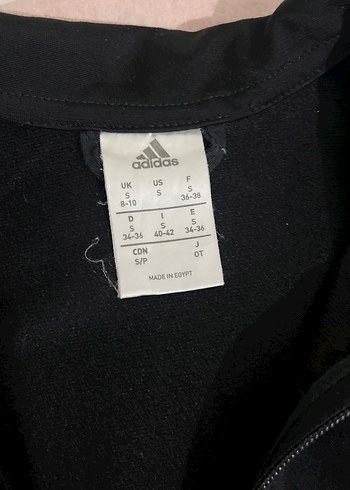 adidas
UK US F
S S S
8-10 36-38
D I E
S S S
34-36 40-42 34-36
CDN J
S/P OT
MADE IN EGYPT